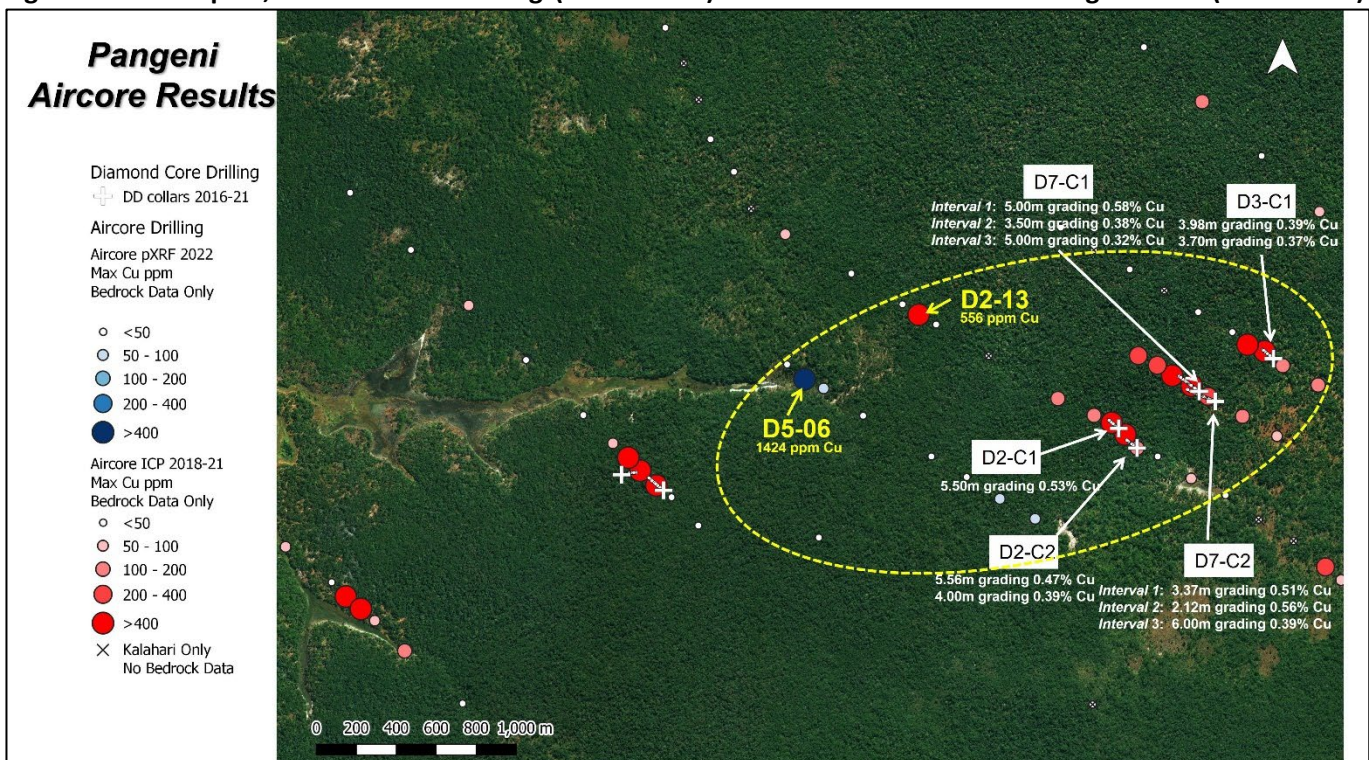 Pangeni
Aircore Results
Diamond Core Drilling
DD collars 2016-21
Aircore Drilling
Aircore pXRF 2022
Max Cu ppm
Bedrock Data Only
<50
50 - 100
100 - 200
200 - 400
>400
Aircore ICP 2018-21
Max Cu ppm
Bedrock Data Only
<50
50 - 100
100 - 200
200 - 400
>400
Kalahari Only
No Bedrock Data
D7-C1
Interval 1: 5.00m grading 0.58% Cu
Interval 2: 3.50m grading 0.38% Cu
Interval 3: 5.00m grading 0.32% Cu
D3-C1
3.98m grading 0.39% Cu
3.70m grading 0.37% Cu
D2-13
556 ppm Cu
D5-06
1424 ppm Cu
D2-C1
5.50m grading 0.53% Cu
D2-C2
5.56m grading 0.47% Cu
4.00m grading 0.39% Cu
D7-C2
Interval 1: 3.37m grading 0.51% Cu
Interval 2: 2.12m grading 0.56% Cu
Interval 3: 6.00m grading 0.39% Cu
0 200 400 600 800 1,000 m